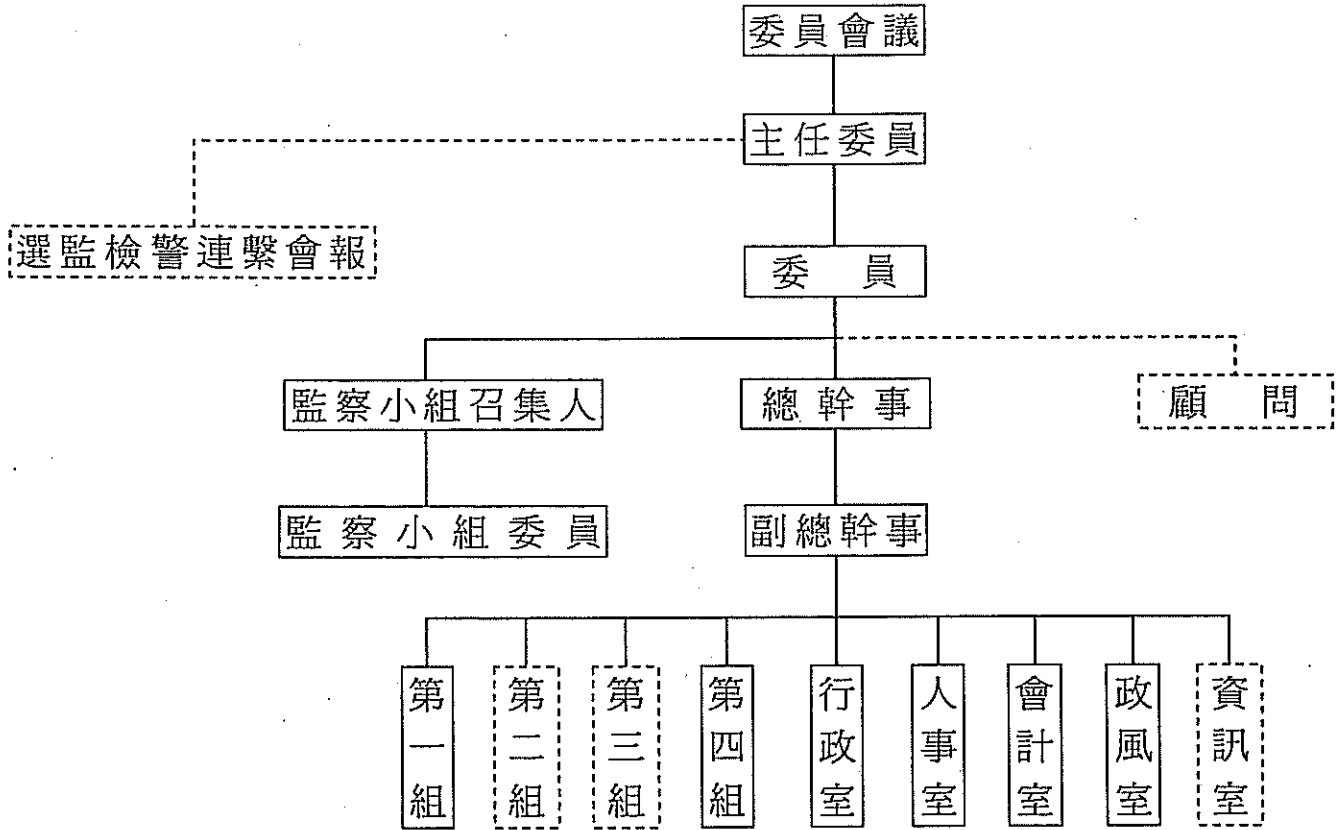 委員會議
主任委員
選監檢警連繫會報
委員
監察小組召集人
總幹事
顧問
監察小組委員
副總幹事
第一組
第二組
第三組
第四組
行政室
人事室
會計室
政風室
資訊室